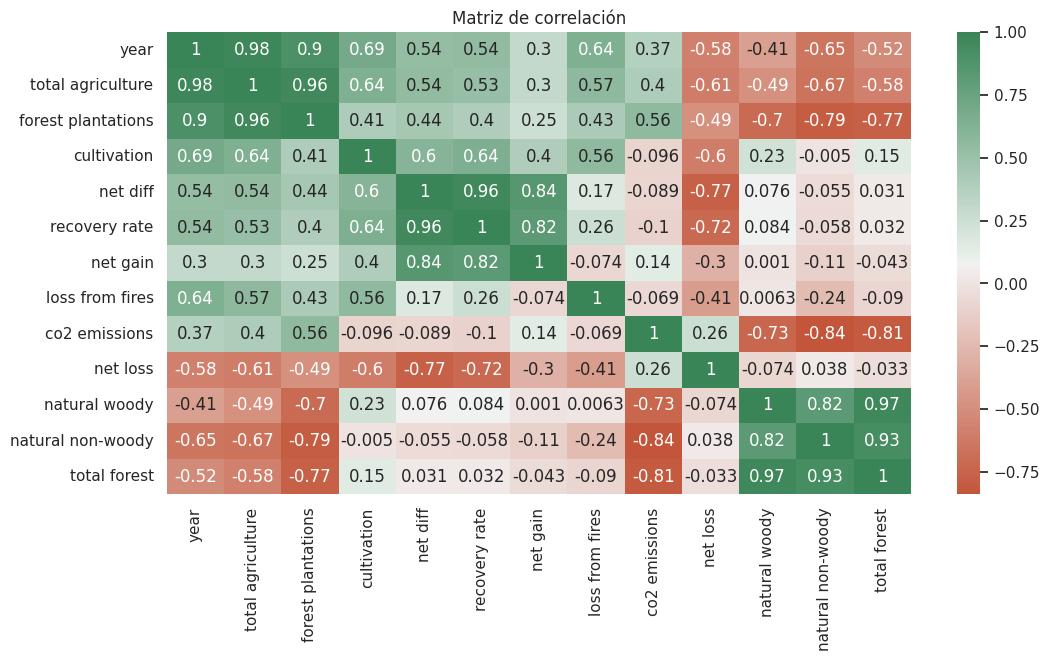 Matriz de correlación
year 1 0.98 0.9 0.69 0.54 0.54 0.3 0.64 0.37 -0.58 -0.41 -0.65 -0.52
total agriculture 0.98 1 0.96 0.64 0.54 0.53 0.3 0.57 0.4 -0.61 -0.49 -0.67 -0.58
forest plantations 0.9 0.96 1 0.41 0.44 0.4 0.25 0.43 0.56 -0.49 -0.7 -0.79 -0.77
cultivation 0.69 0.64 0.41 1 0.6 0.64 0.4 0.56 -0.096 -0.6 0.23 -0.005 0.15
net diff 0.54 0.54 0.44 0.6 1 0.96 0.84 0.17 -0.089 -0.77 0.076 -0.055 0.031
recovery rate 0.54 0.53 0.4 0.64 0.96 1 0.82 0.26 -0.1 -0.72 0.084 -0.058 0.032
net gain 0.3 0.3 0.25 0.4 0.84 0.82 1 -0.074 0.14 -0.3 0.001 -0.11 -0.043
loss from fires 0.64 0.57 0.43 0.56 0.17 0.26 -0.074 1 -0.069 -0.41 0.0063 -0.24 -0.09
co2 emissions 0.37 0.4 0.56 -0.096 -0.089 -0.1 0.14 -0.069 1 0.26 -0.73 -0.84 -0.81
net loss -0.58 -0.61 -0.49 -0.6 -0.77 -0.72 -0.3 -0.41 0.26 1 -0.074 0.038 -0.033
natural woody -0.41 -0.49 -0.7 0.23 0.076 0.084 0.001 0.0063 -0.73 -0.074 1 0.82 0.97
natural non-woody -0.65 -0.67 -0.79 -0.005 -0.055 -0.058 -0.11 -0.24 -0.84 0.038 0.82 1 0.93
total forest -0.52 -0.58 -0.77 0.15 0.031 0.032 -0.043 -0.09 -0.81 -0.033 0.97 0.93 1
year
total agriculture
forest plantations
cultivation
net diff
recovery rate
net gain
loss from fires
co2 emissions
net loss
natural woody
natural non-woody
total forest
1.00
0.75
0.50
0.25
0.00
-0.25
-0.50
-0.75